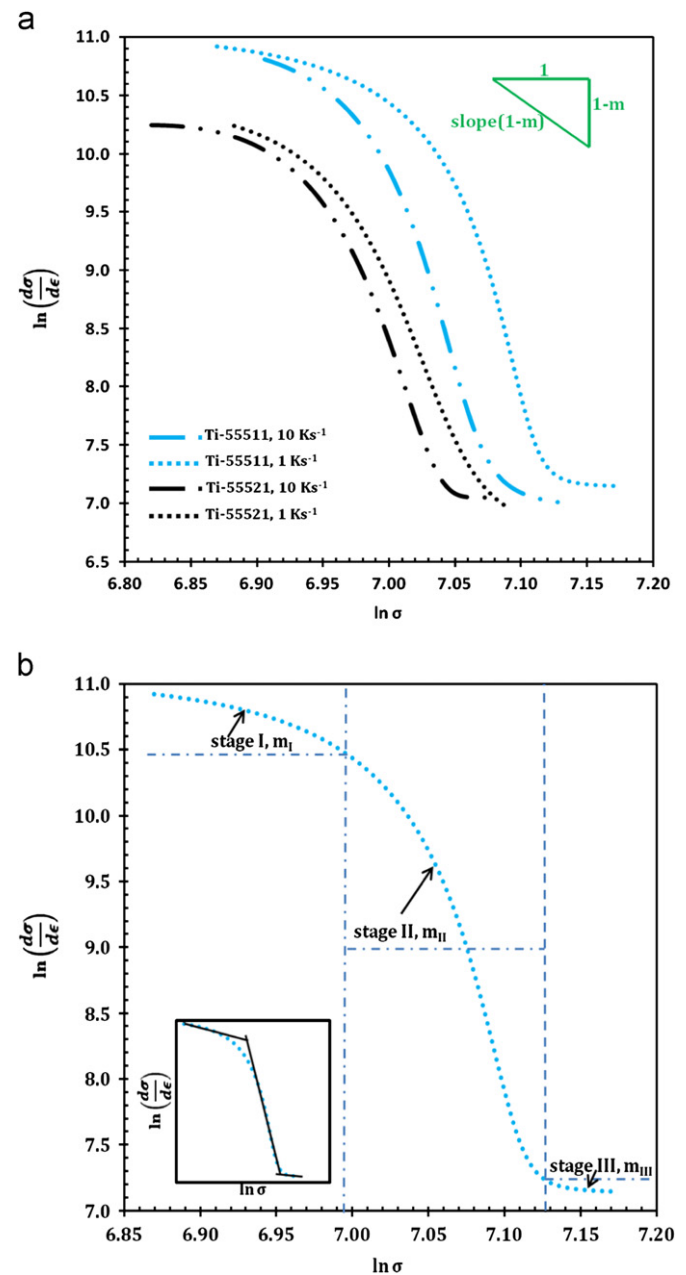 a
11.0
10.5
10.0
9.5
9.0
8.5
8.0
7.5
7.0
6.5
ln(dσ/dϵ)
1
1-m
slope(1-m)
Ti-55511, 10 Ks⁻¹
Ti-55511, 1 Ks⁻¹
Ti-55521, 10 Ks⁻¹
Ti-55521, 1 Ks⁻¹
6.80 6.85 6.90 6.95 7.00 7.05 7.10 7.15 7.20
ln σ
b
11.0
10.5
10.0
9.5
9.0
8.5
8.0
7.5
7.0
ln(dσ/dϵ)
stage I, mI
stage II, mII
stage III, mIII
ln(dσ/dϵ)
ln σ
6.85 6.90 6.95 7.00 7.05 7.10 7.15 7.20
ln σ